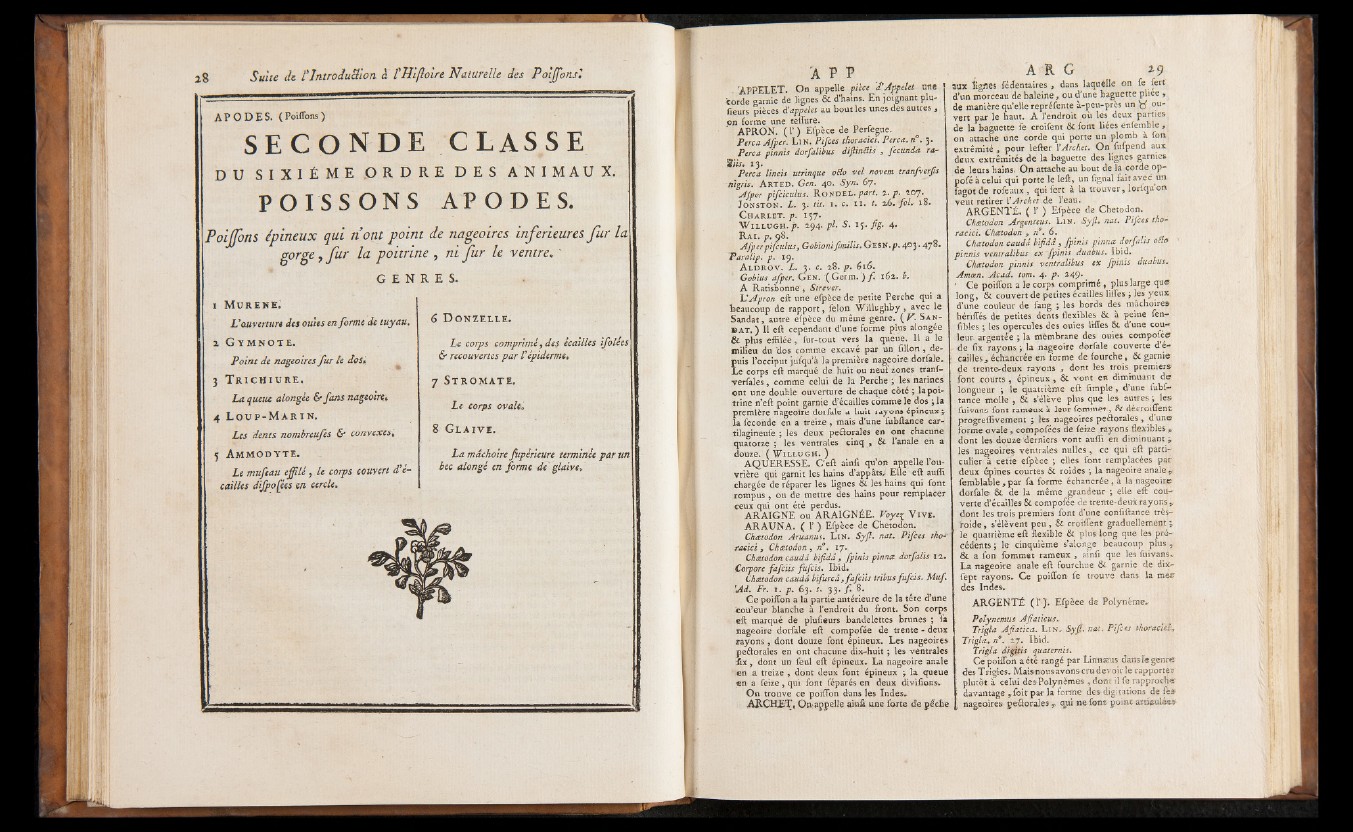 28 Suite de l'Introduction à l'Histoire Naturelle des Poissons.
APODES. (Poissons)
SECONDE CLASSE
DU SIXIÉME ORDRE DES ANIMAUX.
POISSONS APODES.
Poissons épineux qui n'ont point de nageoires inferieures sur la
gorge, sur la poitrine, ni sur le ventre.
GENRES.
1 MURENE.
L'ouverture des ouies en forme de tuyau.
2 GYMNOTE.
Point de nageoires sur le dos.
3 TRICHIURE.
La queue alongée & sans nageoire.
4 LOUP-MARIN.
Les dents nombreuses & convexes.
5 AMMODYTE.
Le museau effilé, le corps couvert d'é-
cailles disposées en cercle.
6 DONZELLE.
Le corps comprimé, des écailles isolées
& recouvertes par l'épiderme.
7 STROMATE.
Le corps ovale.
8 GLAIVE.
La mâchoire supérieure terminée par un
bec alongé en forme de glaive.
APP
APPELET. On appelle pièce d'Appelet une
corde garnie de lignes & d'hains. En joignant plu-
sieurs pièces d'appelet au bout les unes des autres,
on forme une tessure.
APRON. (l') Espèce de Persegue.
Perca Asper. LIN. Pisces thoracici. Perca. n°. 3.
Perca pinnis dorsalibus distinctis, secunda ra-
diis. 13.
Perca lineis utrinque octo vel novem transversis
nigris. ARTED. Gen. 40. Syn. 67.
Asper pisciculus. RONDEL. part. 2. p. 207.
JONSTON. L. 3. tit. 1. c. 11. t. 26. fol. 18.
CHARLET. p. 157.
WILLUGH. p. 294. pl. S. 15. fig. 4.
RAI. p. 98.
Asper pisculus, Gobioni similis. GESN. p. 403. 478.
Paralip. p. 19.
ALDROV. L. 3. c. 28. p. 616.
Gobius asper. GEN. (Germ.) f. 162. b.
A Ratisbonne, Strever.
L'Apron est une espèce de petite Perche qui a
beaucoup de rapport, selon Willughby, avec le
Sandat, autre espèce du même genre. (V. SAN-
DAT.) Il est cependant d'une forme plus alongée
& plus effilée, sur-tout vers la queue. Il a le
milieu du dos comme excavé par un sillon, de-
puis l'occiput jusqu'à la première nageoire dorsale.
Le corps est marqué de huit ou neuf zones trans-
versales, comme celui de la Perche; les narines
ont une double ouverture de chaque côté; la poi-
trine n'est point garnie d'écailles comme le dos; la
première nageoire dorsale a huit rayons épineux;
la seconde en a treize, mais d'une substance car-
tilagineuse; les deux pectorales en ont chacune
quatorze; les ventrales cinq, & l'anale en a
douze. (WILLUGH.)
AQUERESSE. C'est ainsi qu'on appelle l'ou-
vrière qui garnit les hains d'appâts. Elle est aussi
chargée de réparer les lignes & les hains qui sont
rompus, ou de mettre des hains pour remplacer
ceux qui ont été perdus.
ARAIGNE ou ARAIGNÉE. Voyez VIVE.
ARAUNA. (l') Espèce de Chetodon.
Chætodon Aruanus. LIN. Syst. nat. Pisces tho-
racici, Chætodon, n°. 17.
Chætodon caudâ bifidâ, spinis pinnæ dorsalis 12.
Corpore fasciis fuscis. Ibid.
Chætodon caudâ bifurcâ, fasciis tribus fuscis. Mus.
Ad. Fr. 1. p. 63. t. 33. f. 8.
Ce poisson a la partie antérieure de la tête d'une
couleur blanche à l'endroit du front. Son corps
est marqué de plusieurs bandelettes brunes; la
nageoire dorsale est composée de trente-deux
rayons, dont douze sont épineux. Les nageoires
pectorales en ont chacune dix-huit; les ventrales
six, dont un seul est épineux. La nageoire anale
en a treize, dont deux sont épineux; la queue
en a seize, qui sont séparés en deux divisions.
On trouve ce poisson dans les Indes.
ARCHET. On appelle ainsi une sorte de pêche
ARG 29
aux lignes sédentaires, dans laquelle on se sert
d'un morceau de baleine, ou d'une baguette pliée,
de manière qu'elle représente à-peu-près un ou-
vert par le haut. A l'endroit où les deux parties
de la baguette se croisent & sont liées ensemble,
on attache une corde qui porte un plomb à son
extrémité, pour lester l'Archet. On suspend aux
deux extrémités de la baguette des lignes garnies
de leurs hains. On attache au bout de la corde op-
posé à celui qui porte le lest, un signal fait avec un
fagot de roseaux, qui sert à la trouver, lorsqu'on
veut retirer l'Archet de l'eau.
ARGENTÉ. (l') Espèce de Chetodon.
Chætodon Argenteus. LIN. Syst. nat. Pisces tho-
racici. Chætodon, n°. 6.
Chætodon caudâ bifidâ, spinis pinnæ dorsalis octo
pinnis ventralibus ex spinis duabus. Ibid.
Chætodon pinnis ventralibus ex spinis duabus.
Amæn. Acad. tom. 4. p. 249.
Ce poisson a le corps comprimé, plus large que
long, & couvert de petites écailles lisses; les yeux
d'une couleur de sang; les bords des mâchoires
hérissés de petites dents flexibles & à peine sen-
sibles; les opercules des ouies lisses & d'une cou-
leur argentée; la membrane des ouies composée
de six rayons; la nageoire dorsale couverte d'é-
cailles, échancrée en forme de fourche, & garnie
de trente-deux rayons, dont les trois premiers
sont courts, épineux, & vont en diminuant de
longueur; le quatrième est simple, d'une subs-
tance molle, & s'élève plus que les autres; les
suivans sont rameux à leur sommet, & décroissent
progressivement; les nageoires pectorales, d'une
forme ovale, composées de seize rayons flexibles,
dont les douze derniers vont aussi en diminuant;
les nageoires ventrales nulles, ce qui est parti-
culier à cette espèce; elles sont remplacées par
deux épines courtes & roides; la nageoire anale,
semblable, par sa forme échancrée, à la nageoire
dorsale & de la même grandeur; elle est cou-
verte d'écailles & composée de trente-deux rayons,
dont les trois premiers sont d'une consistance très-
roide, s'élèvent peu, & croissent graduellement;
le quatrième est flexible & plus long que les pré-
cédents; le cinquième s'alonge beaucoup plus,
& a son sommet rameux, ainsi que les suivans.
La nageoire anale est fourchue & garnie de dix-
sept rayons. Ce poisson se trouve dans la mer
des Indes.
ARGENTÉ (l'). Espèce de Polynème.
Polynemus Asiaticus.
Trigla Asiatica. LIN. Syst. nat. Pisces thoracici.
Trigla, n°. 27. Ibid.
Trigla digitis quaternis.
Ce poisson a été rangé par Linnæus dans le genre
des Trigles. Mais nous avons cru devoir le rapporter
plutôt à celui des Polynèmes, dont il se rapproche
davantage, soit par la forme des digitations de ses
nageoires pectorales, qui ne sont point articulées